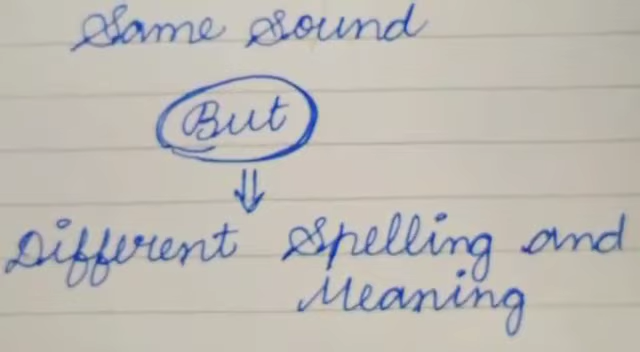 Same Sound
But
⇓
Different Spelling and
Meaning